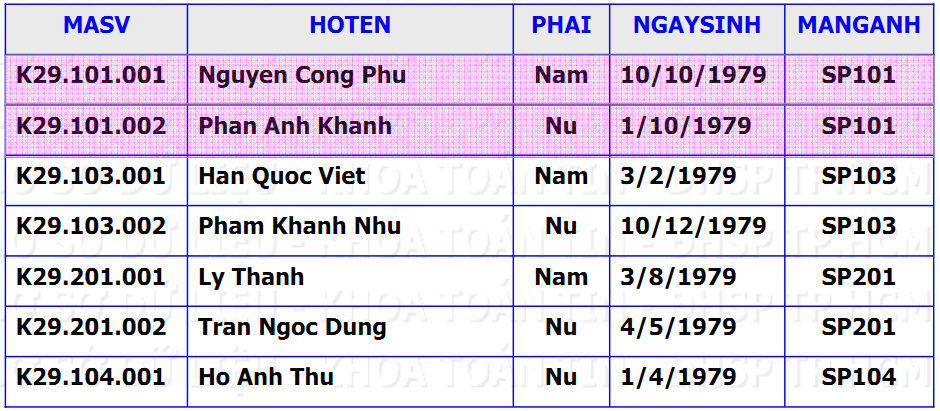 MASV HOTEN PHAI NGAYSINH MANGANH
K29.101.001 Nguyen Cong Phu Nam 10/10/1979 SP101
K29.101.002 Phan Anh Khanh Nu 1/10/1979 SP101
K29.103.001 Han Quoc Viet Nam 3/2/1979 SP103
K29.103.002 Pham Khanh Nhu Nu 10/12/1979 SP103
K29.201.001 Ly Thanh Nam 3/8/1979 SP201
K29.201.002 Tran Ngoc Dung Nu 4/5/1979 SP201
K29.104.001 Ho Anh Thu Nu 1/4/1979 SP104